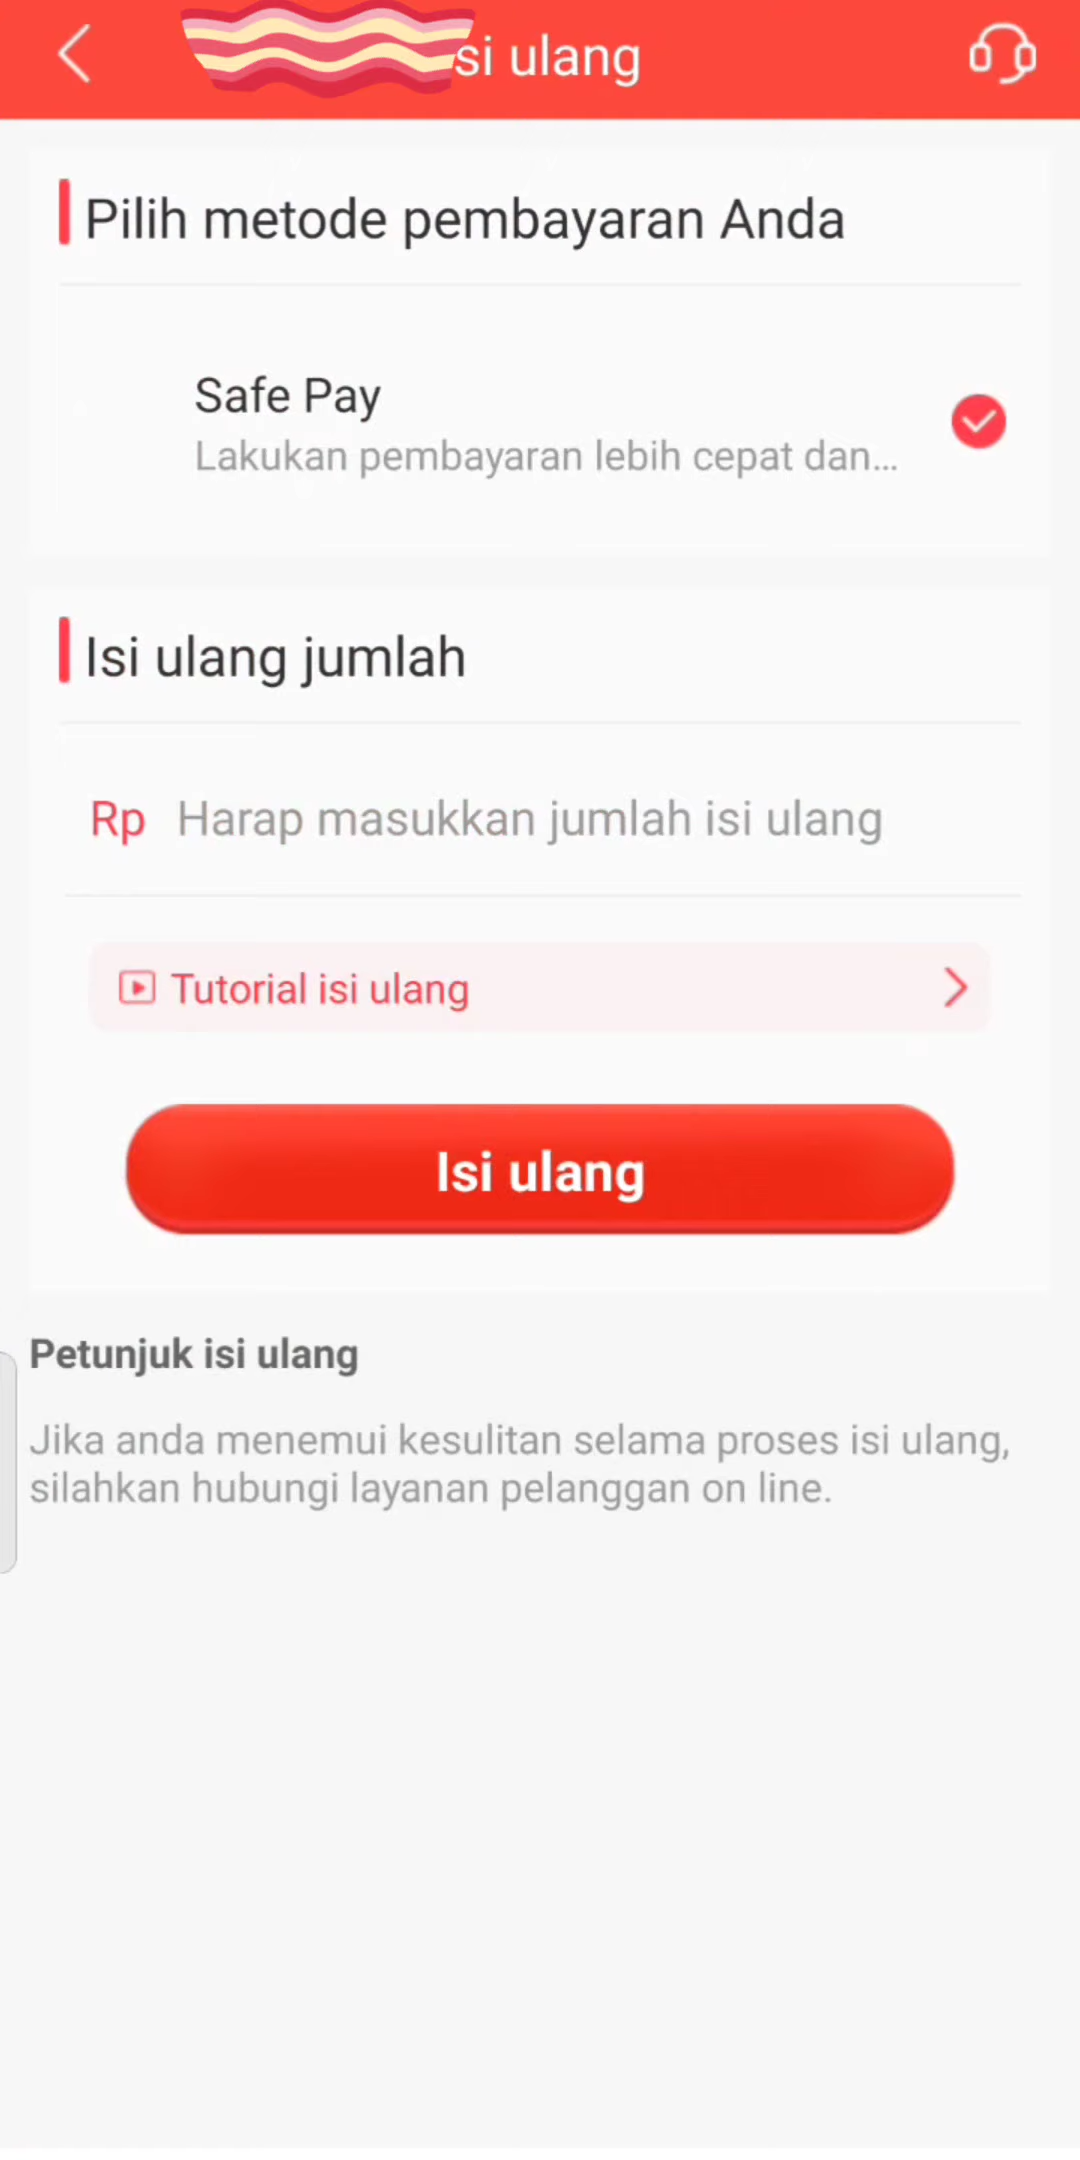 si ulang
Pilih metode pembayaran Anda
Safe Pay
Lakukan pembayaran lebih cepat dan...
Isi ulang jumlah
Rp Harap masukkan jumlah isi ulang
Tutorial isi ulang
Isi ulang
Petunjuk isi ulang
Jika anda menemui kesulitan selama proses isi ulang,
silahkan hubungi layanan pelanggan on line.